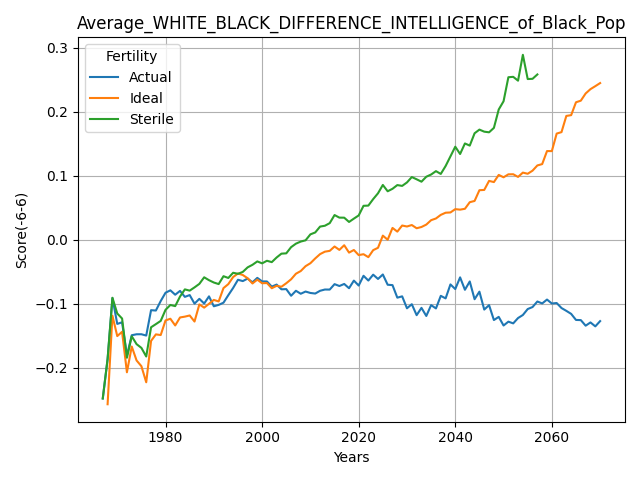 Average_WHITE_BLACK_DIFFERENCE_INTELLIGENCE_of_Black_Pop
Fertility
Actual
Ideal
Sterile
0.3
0.2
0.1
0.0
−0.1
−0.2
Score(-6-6)
1980
2000
2020
2040
2060
Years